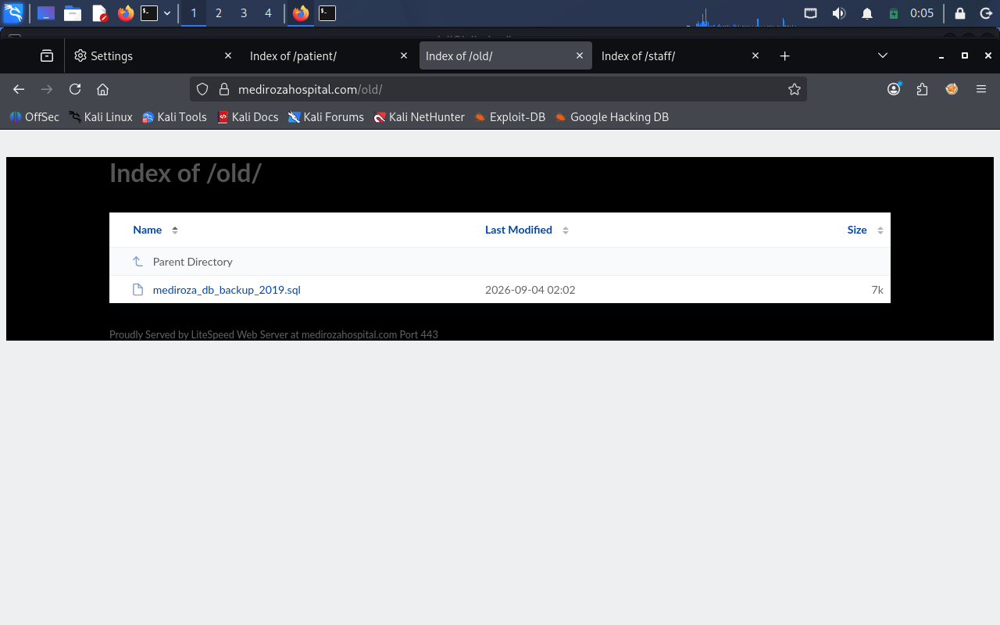 1 2 3 4 0:05
Settings Index of /patient/ Index of /old/ Index of /staff/
medirozahospital.com/old/
OffSec Kali Linux Kali Tools Kali Docs Kali Forums Kali NetHunter Exploit-DB Google Hacking DB
Index of /old/
Name Last Modified Size
Parent Directory
mediroza_db_backup_2019.sql 2026-09-04 02:02 7k
Proudly Served by LiteSpeed Web Server at medirozahospital.com Port 443